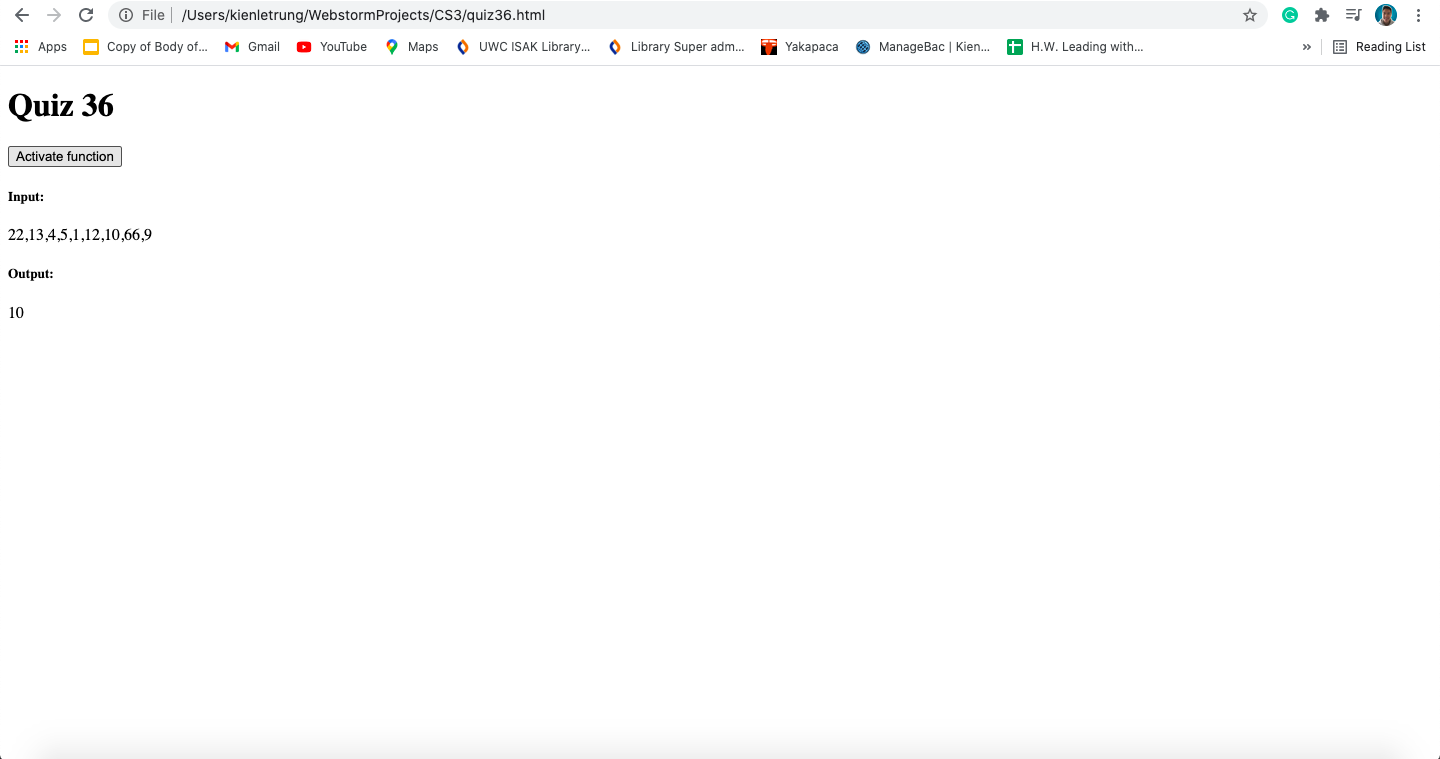 File /Users/kienletrung/WebstormProjects/CS3/quiz36.html
Apps Copy of Body of... Gmail YouTube Maps UWC ISAK Library... Library Super adm... Yakapaca ManageBac | Kien... H.W. Leading with... » Reading List
Quiz 36
Activate function
Input:
22,13,4,5,1,12,10,66,9
Output:
10